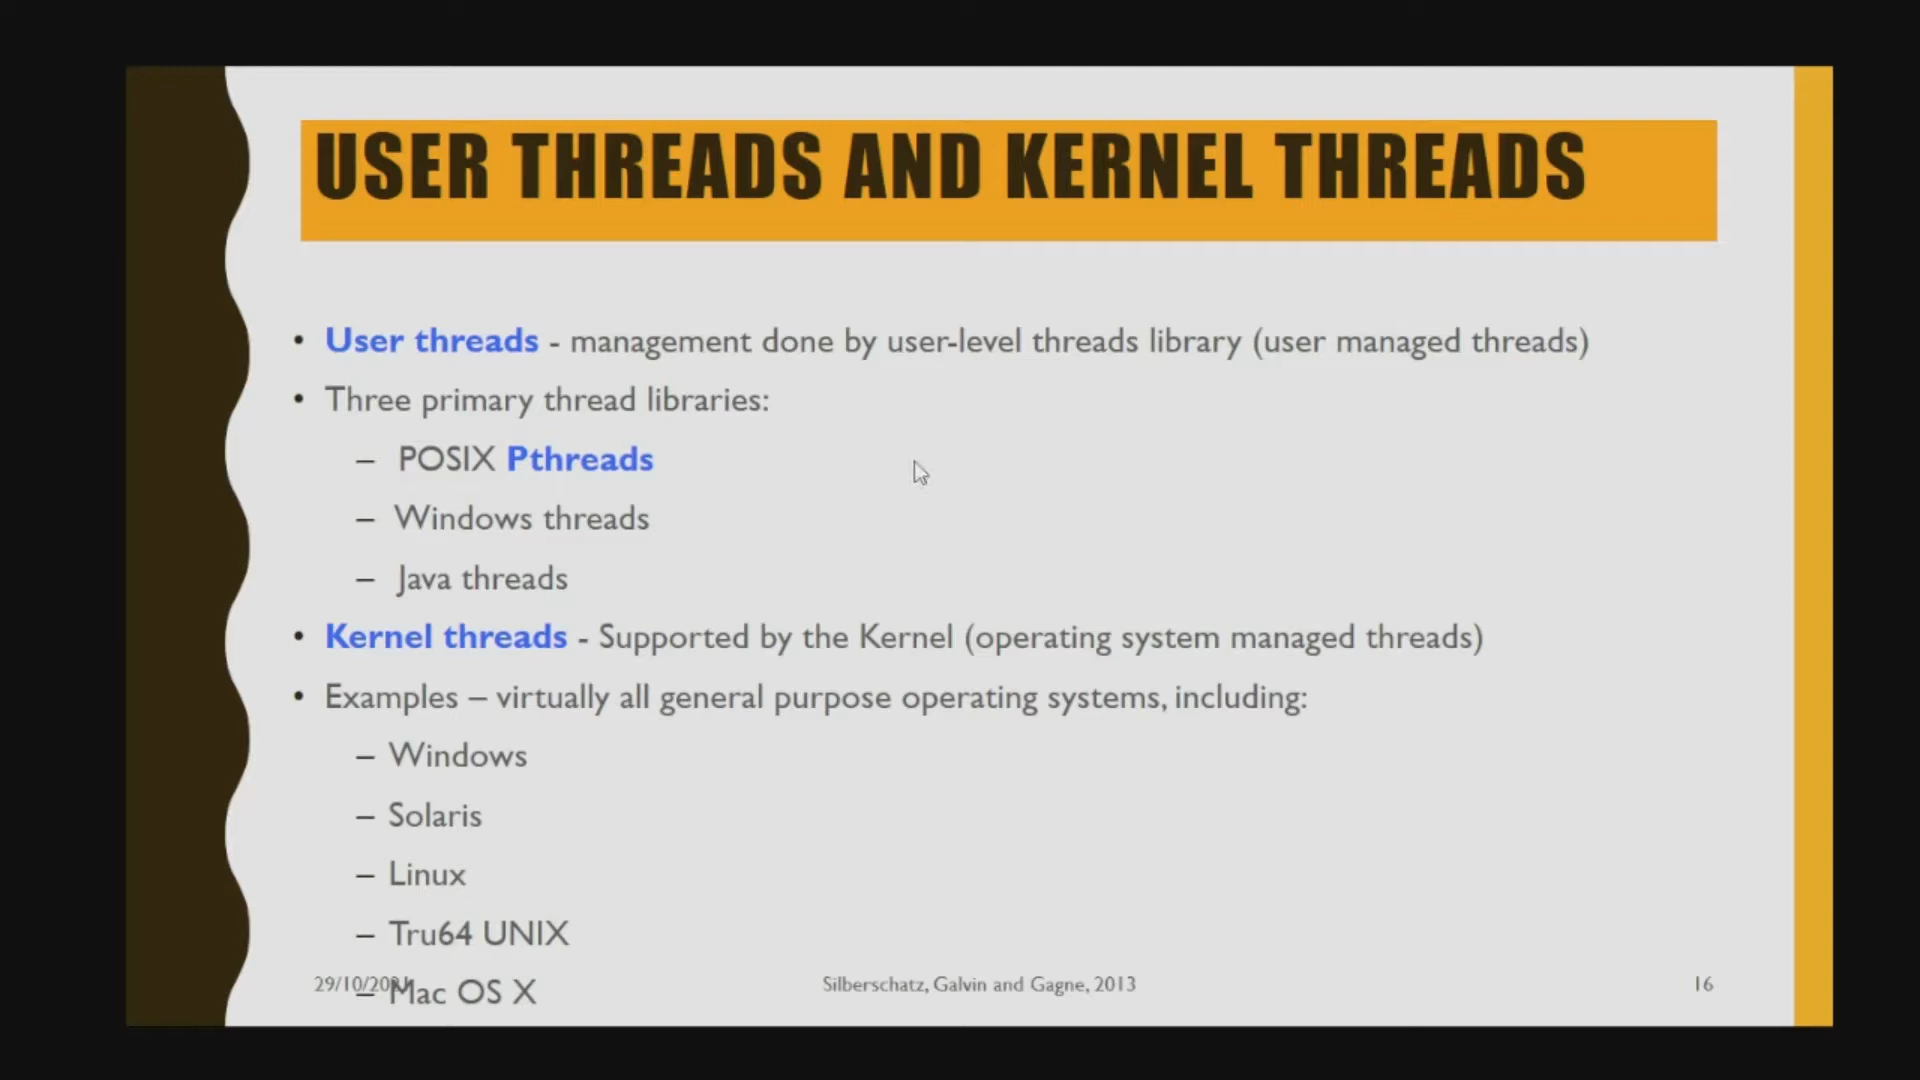 USER THREADS AND KERNEL THREADS
• User threads - management done by user-level threads library (user managed threads)
• Three primary thread libraries:
– POSIX Pthreads
– Windows threads
– Java threads
• Kernel threads - Supported by the Kernel (operating system managed threads)
• Examples – virtually all general purpose operating systems, including:
– Windows
– Solaris
– Linux
– Tru64 UNIX
– Mac OS X
Silberschatz, Galvin and Gagne, 2013
16